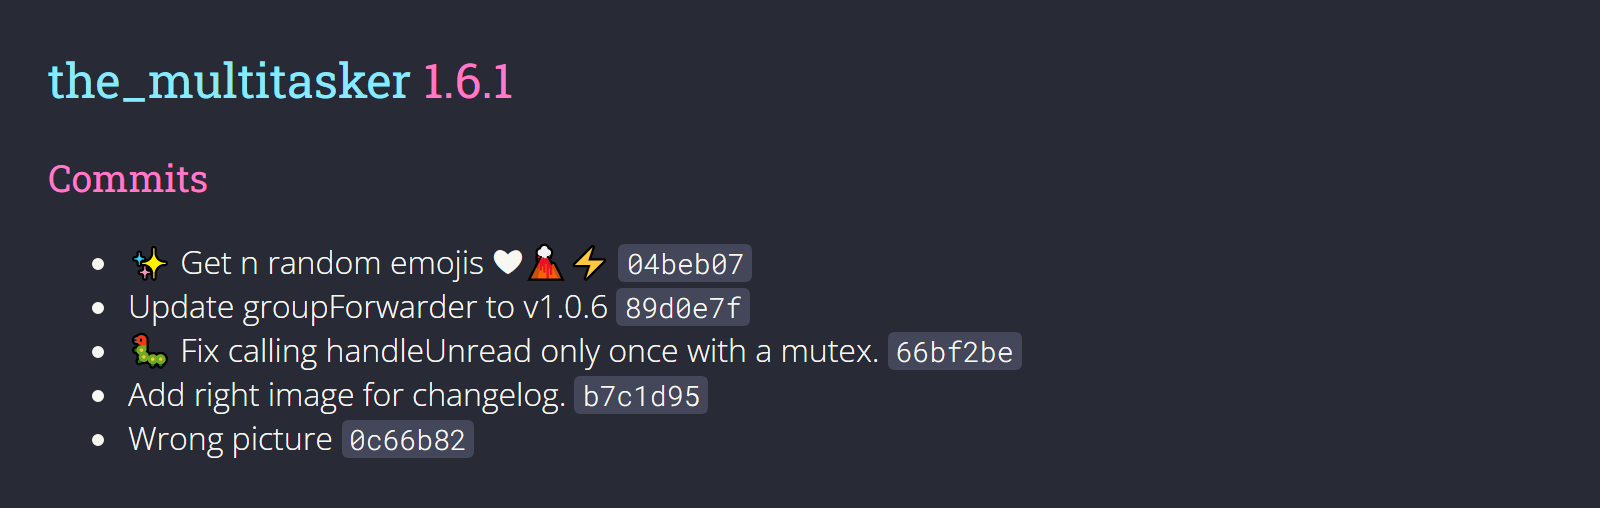 the_multitasker 1.6.1
Commits
• ✨ Get n random emojis 🤍🌋⚡ 04beb07
• Update groupForwarder to v1.0.6 89d0e7f
• 🐛 Fix calling handleUnread only once with a mutex. 66bf2be
• Add right image for changelog. b7c1d95
• Wrong picture 0c66b82